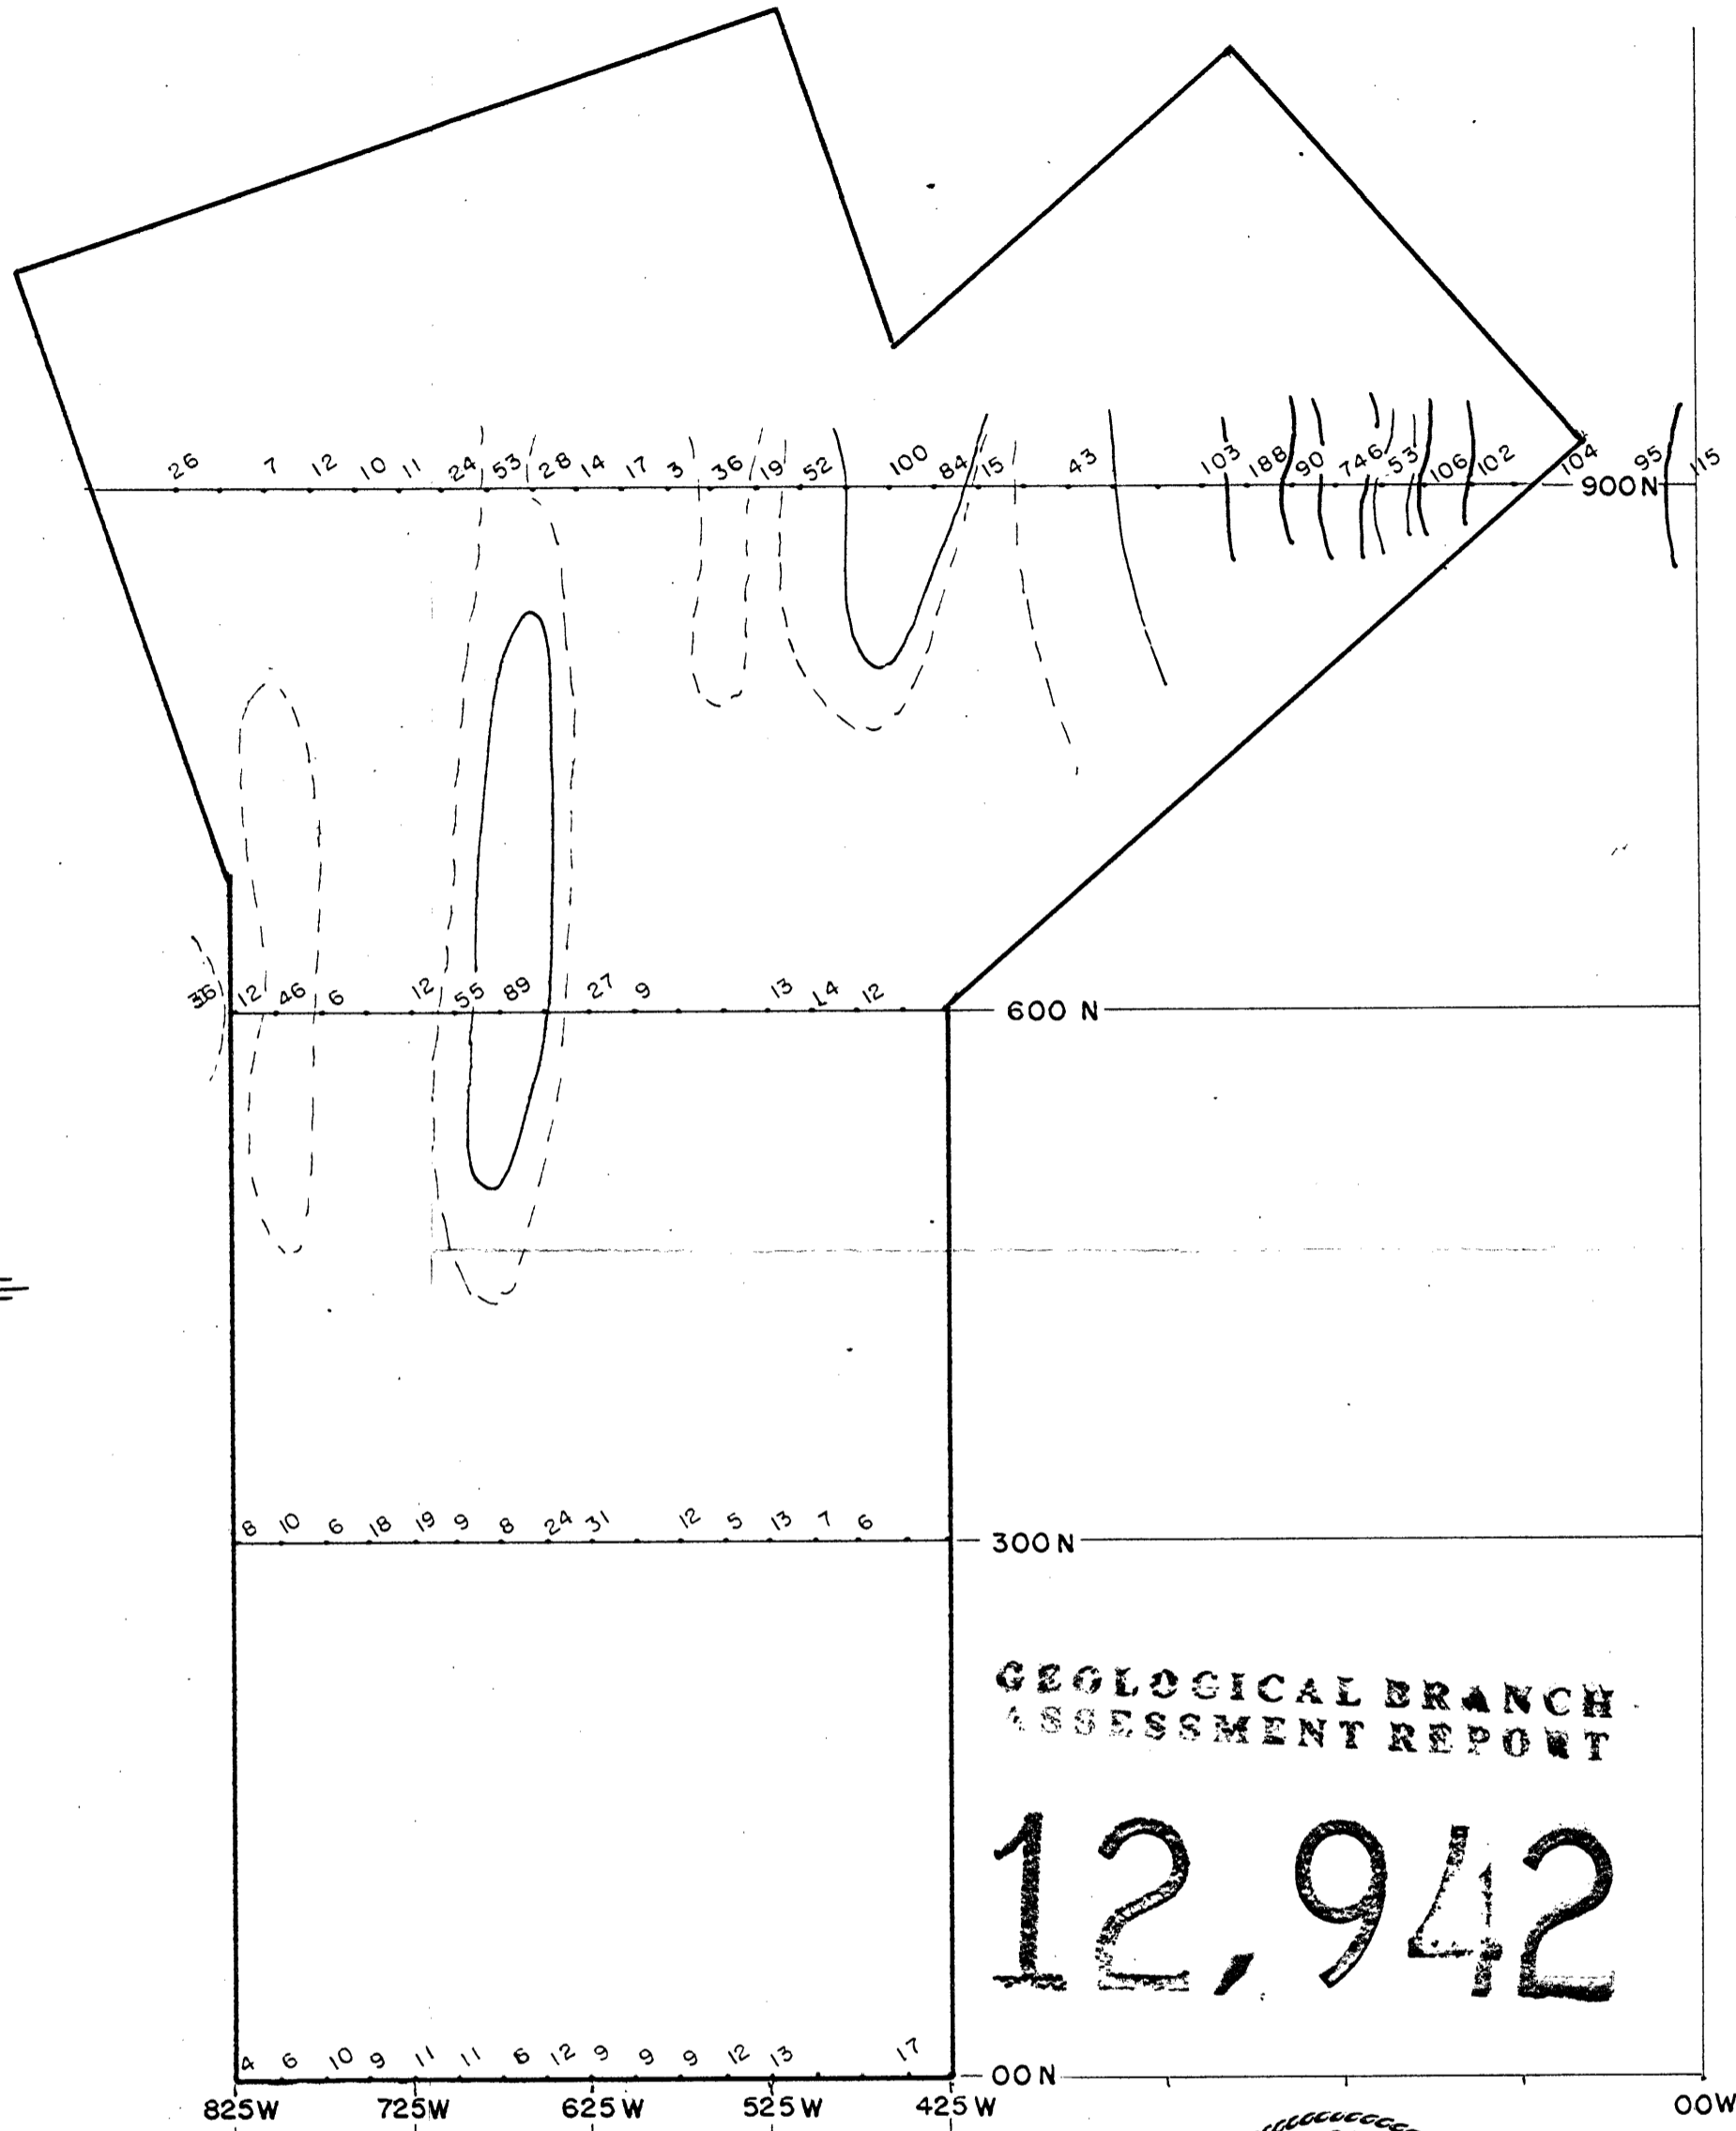 26 7 12 10 11 24 53 28 14 17 3 36 19 52 100 84 15 43 103 188 90 746 53 106 102 104 95 115
900N
12 46 6 12 55 89 27 9 13 14 12
600 N
8 10 6 18 19 9 8 24 31 12 5 13 7 6
300N
GEOLOGICAL BRANCH
ASSESSMENT REPORT
12,942
4 6 10 9 11 11 12 9 9 9 12 13 17
00N
825W 725W 625W 525W 425W 00W